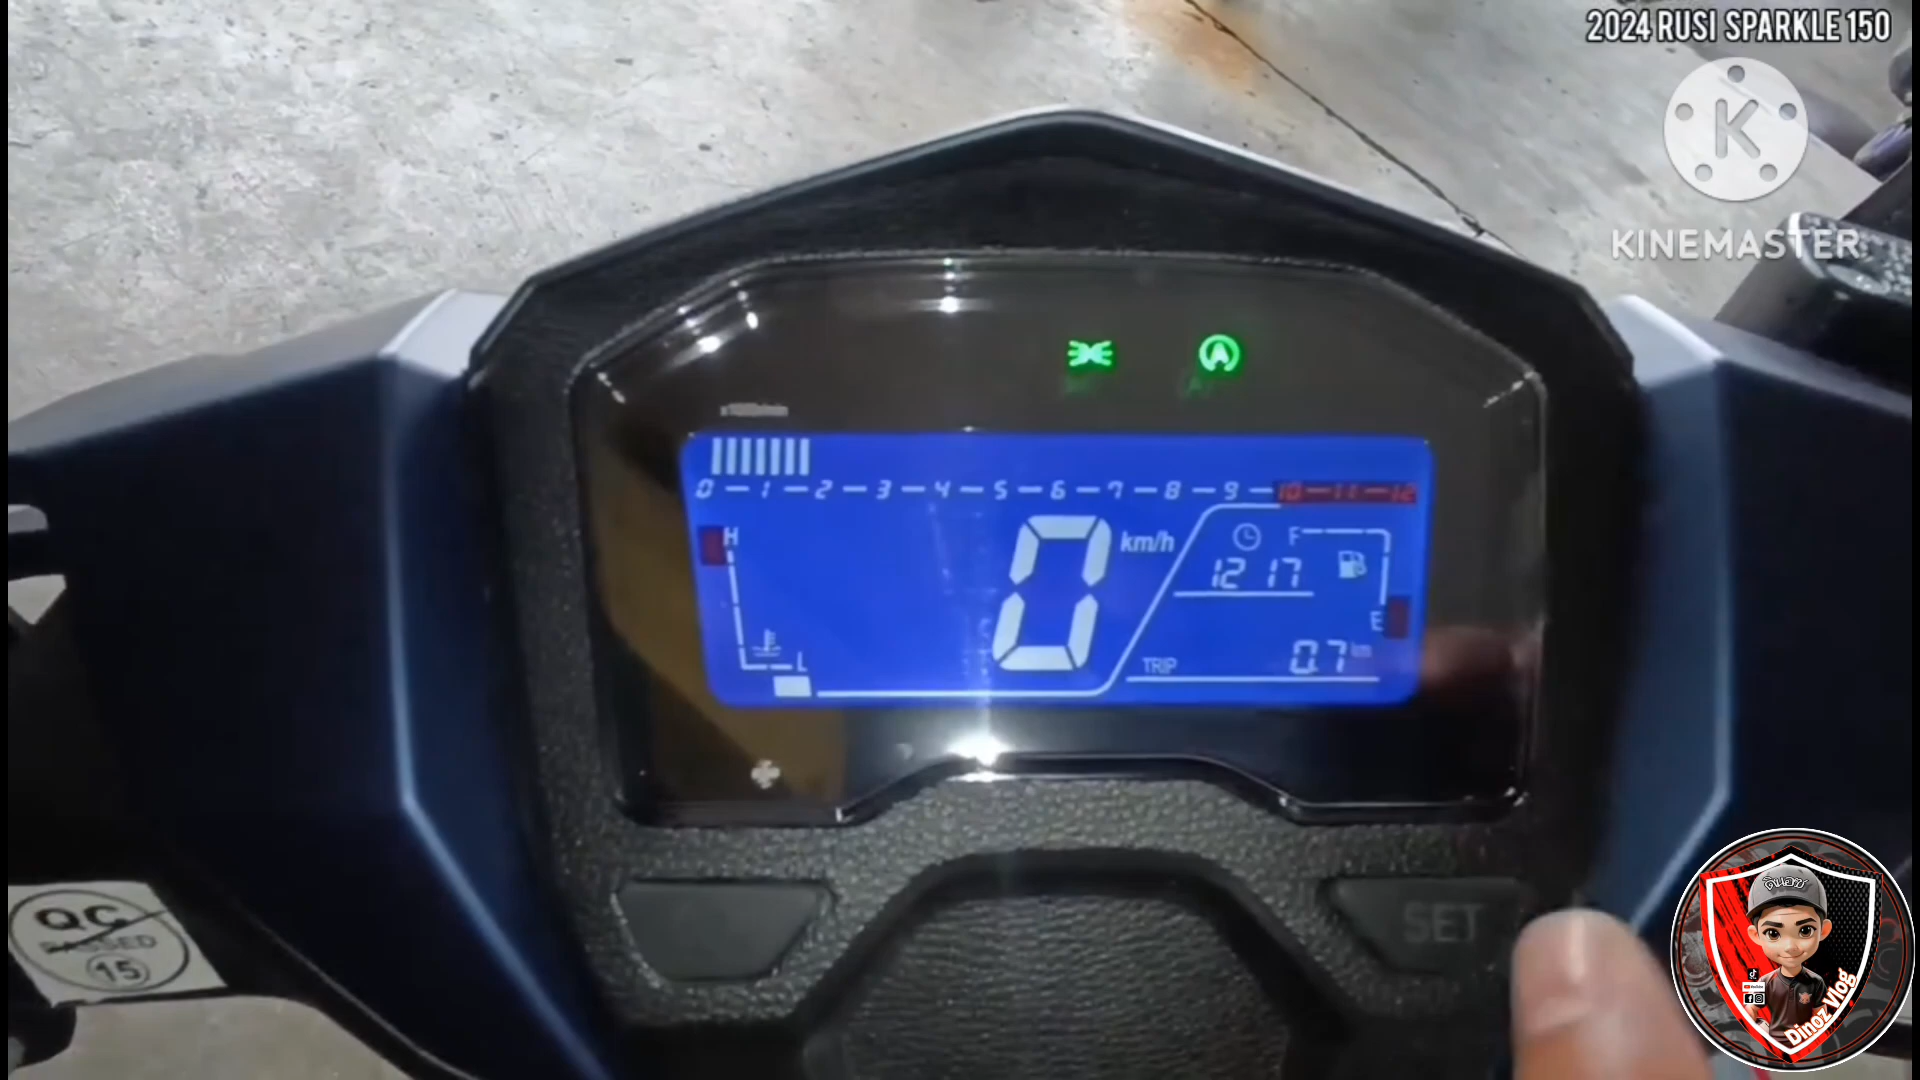 2024 RUSI SPARKLE 150
K
KINEMASTER
A
0 1 2 3 4 5 6 7 8 9 10 11 12
H
0
km/h
F
12 17
E
L
TRIP
0.7
km
SET
QC
PASSED
15
Dinoz Vlog